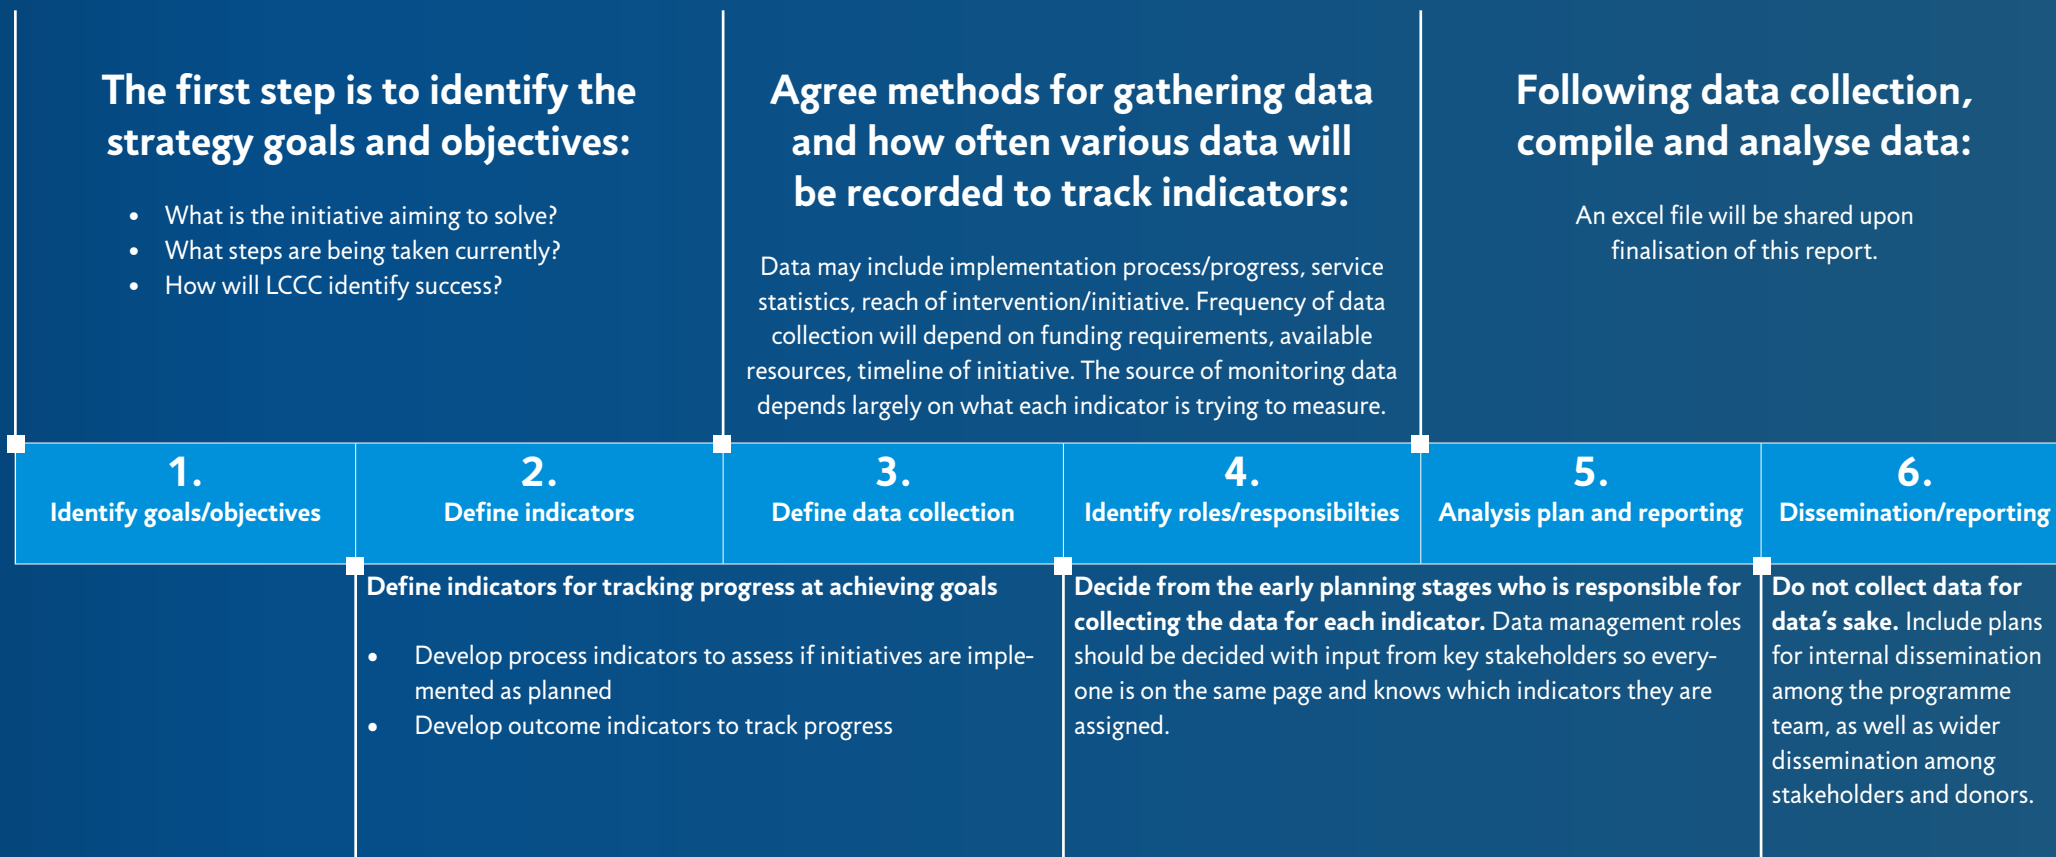 The first step is to identify the
strategy goals and objectives:
• What is the initiative aiming to solve?
• What steps are being taken currently?
• How will LCCC identify success?
Agree methods for gathering data
and how often various data will
be recorded to track indicators:
Data may include implementation process/progress, service
statistics, reach of intervention/initiative. Frequency of data
collection will depend on funding requirements, available
resources, timeline of initiative. The source of monitoring data
depends largely on what each indicator is trying to measure.
Following data collection,
compile and analyse data:
An excel file will be shared upon
finalisation of this report.
1.
Identify goals/objectives
2.
Define indicators
3.
Define data collection
4.
Identify roles/responsibilties
5.
Analysis plan and reporting
6.
Dissemination/reporting
Define indicators for tracking progress at achieving goals
• Develop process indicators to assess if initiatives are imple-
mented as planned
• Develop outcome indicators to track progress
Decide from the early planning stages who is responsible for
collecting the data for each indicator. Data management roles
should be decided with input from key stakeholders so every-
one is on the same page and knows which indicators they are
assigned.
Do not collect data for
data's sake. Include plans
for internal dissemination
among the programme
team, as well as wider
dissemination among
stakeholders and donors.